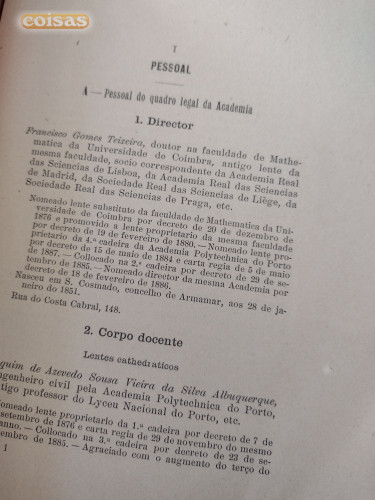 coisas
I
PESSOAL
A — Pessoal do quadro legal da Academia
1. Director
Francisco Gomes Teixeira, doutor na faculdade de Mathe-
matica da Universidade de Coimbra, antigo lente da
mesma faculdade, socio correspondente da Academia Real
das Sciencias de Lisboa, da Academia Real das Sciencias
de Madrid, da Sociedade Real das Sciencias de Liège, da
Sociedade Real das Sciencias de Praga, etc.
Nomeado lente substituto da faculdade de Mathematica da Uni-
versidade de Coimbra por decreto de 20 de dezembro de
1876 e promovido a lente proprietario da mesma faculdade
por decreto de 19 de fevereiro de 1880. — Nomeado lente pro-
prietario da 4.ª cadeira da Academia Polytechnica do Porto
por decreto de 15 de maio de 1884 e carta regia de 5 de maio
de 1887. — Collocado na 2.ª cadeira por decreto de 29 de se-
tembro de 1885. — Nomeado director da mesma Academia por
decreto de 18 de fevereiro de 1886.
Nasceu em S. Cosmado, concelho de Armamar, aos 28 de ja-
neiro de 1851.
Rua do Costa Cabral, 148.
2. Corpo docente
Lentes cathedraticos
quim de Azevedo Sousa Vieira da Silva Albuquerque,
genheiro civil pela Academia Polytechnica do Porto,
tigo professor do Lyceu Nacional do Porto, etc.
omeado lente proprietario da 1.ª cadeira por decreto de 7 de
setembro de 1876 e carta regia de 29 de novembro do mesmo
anno. — Collocado na 3.ª cadeira por decreto de 23 de se-
embro de 1885. — Agraciado com o augmento do terço do
1